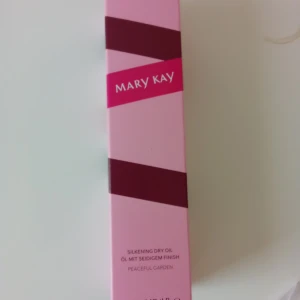 MARY KAY
SILKENING DRY OIL
ÖL MIT SEIDIGEM FINISH
PEACEFUL GARDEN